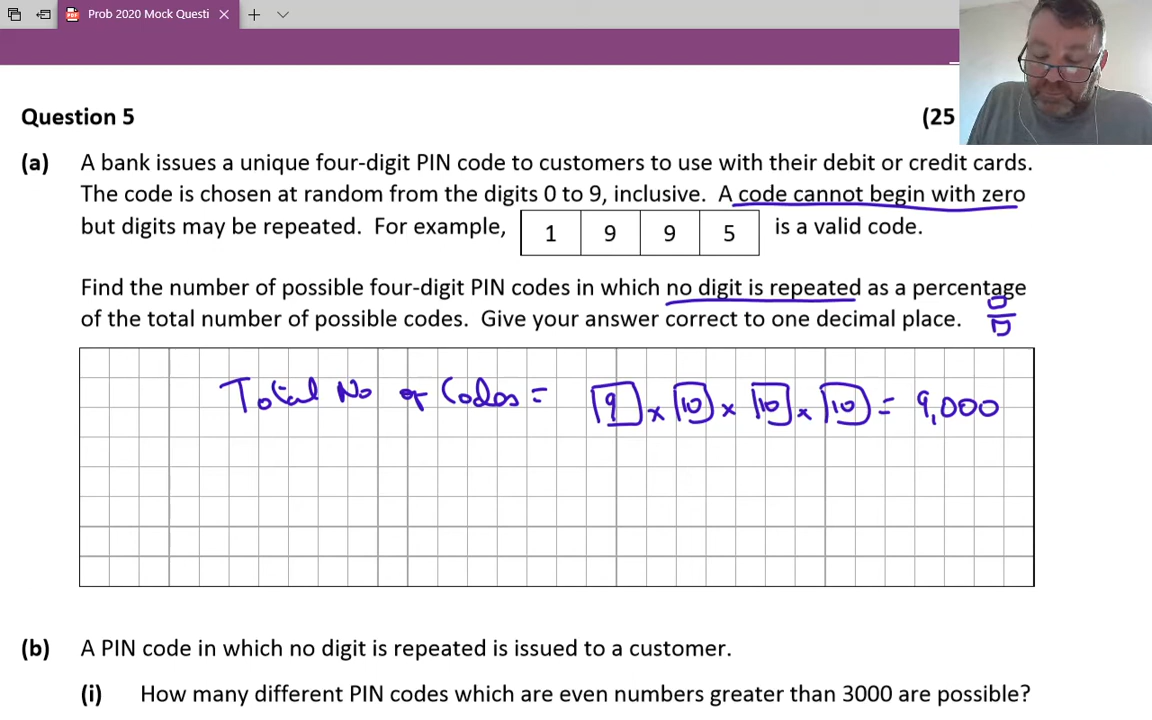 Prob 2020 Mock Questi
Question 5 (25
(a) A bank issues a unique four-digit PIN code to customers to use with their debit or credit cards.
The code is chosen at random from the digits 0 to 9, inclusive. A code cannot begin with zero
but digits may be repeated. For example, 1 9 9 5 is a valid code.
Find the number of possible four-digit PIN codes in which no digit is repeated as a percentage
of the total number of possible codes. Give your answer correct to one decimal place.
Total No of Codes = 9 x 10 x 10 x 10 = 9,000
(b) A PIN code in which no digit is repeated is issued to a customer.
(i) How many different PIN codes which are even numbers greater than 3000 are possible?